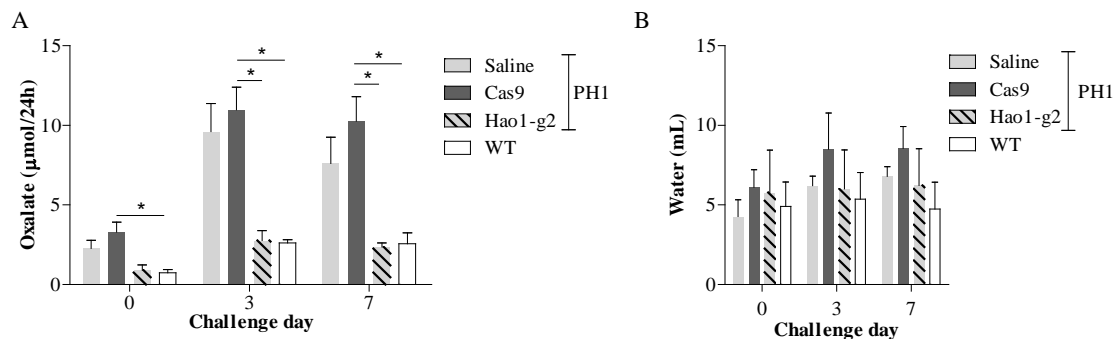 A
Oxalate (μmol/24h)
15
10
5
0
*
*
*
*
*
0 3 7
Challenge day
Saline
Cas9
Hao1-g2
WT
PH1
B
Water (mL)
15
10
5
0
0 3 7
Challenge day
Saline
Cas9
Hao1-g2
WT
PH1